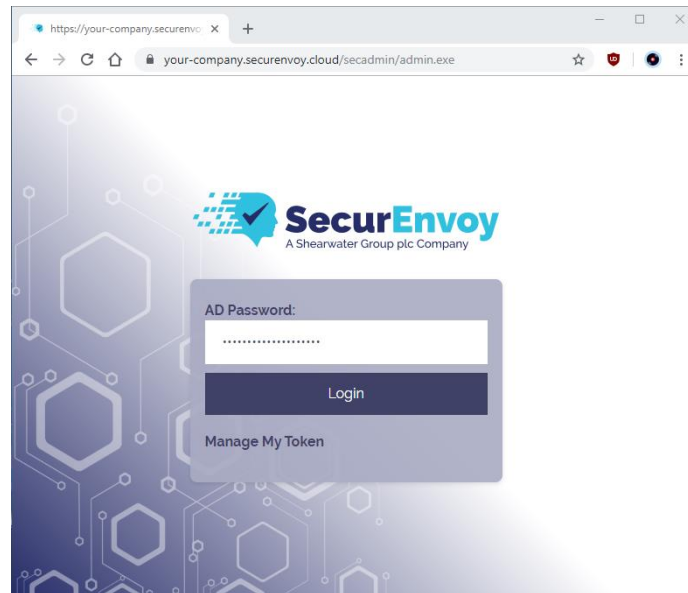 https://your-company.securenvo
your-company.securenvoy.cloud/secadmin/admin.exe
SecurEnvoy
A Shearwater Group plc Company
AD Password:
Login
Manage My Token